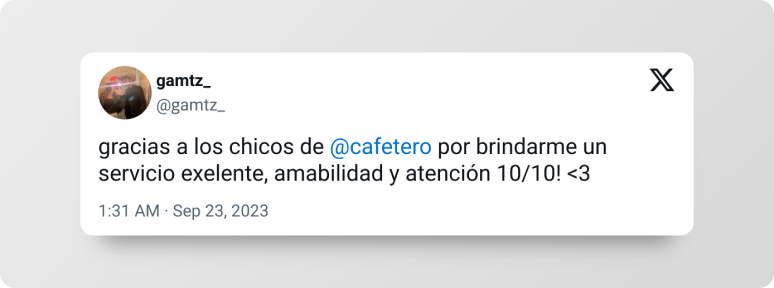 gamtz_
@gamtz_
gracias a los chicos de @cafetero por brindarme un
servicio exelente, amabilidad y atención 10/10! <3
1:31 AM · Sep 23, 2023